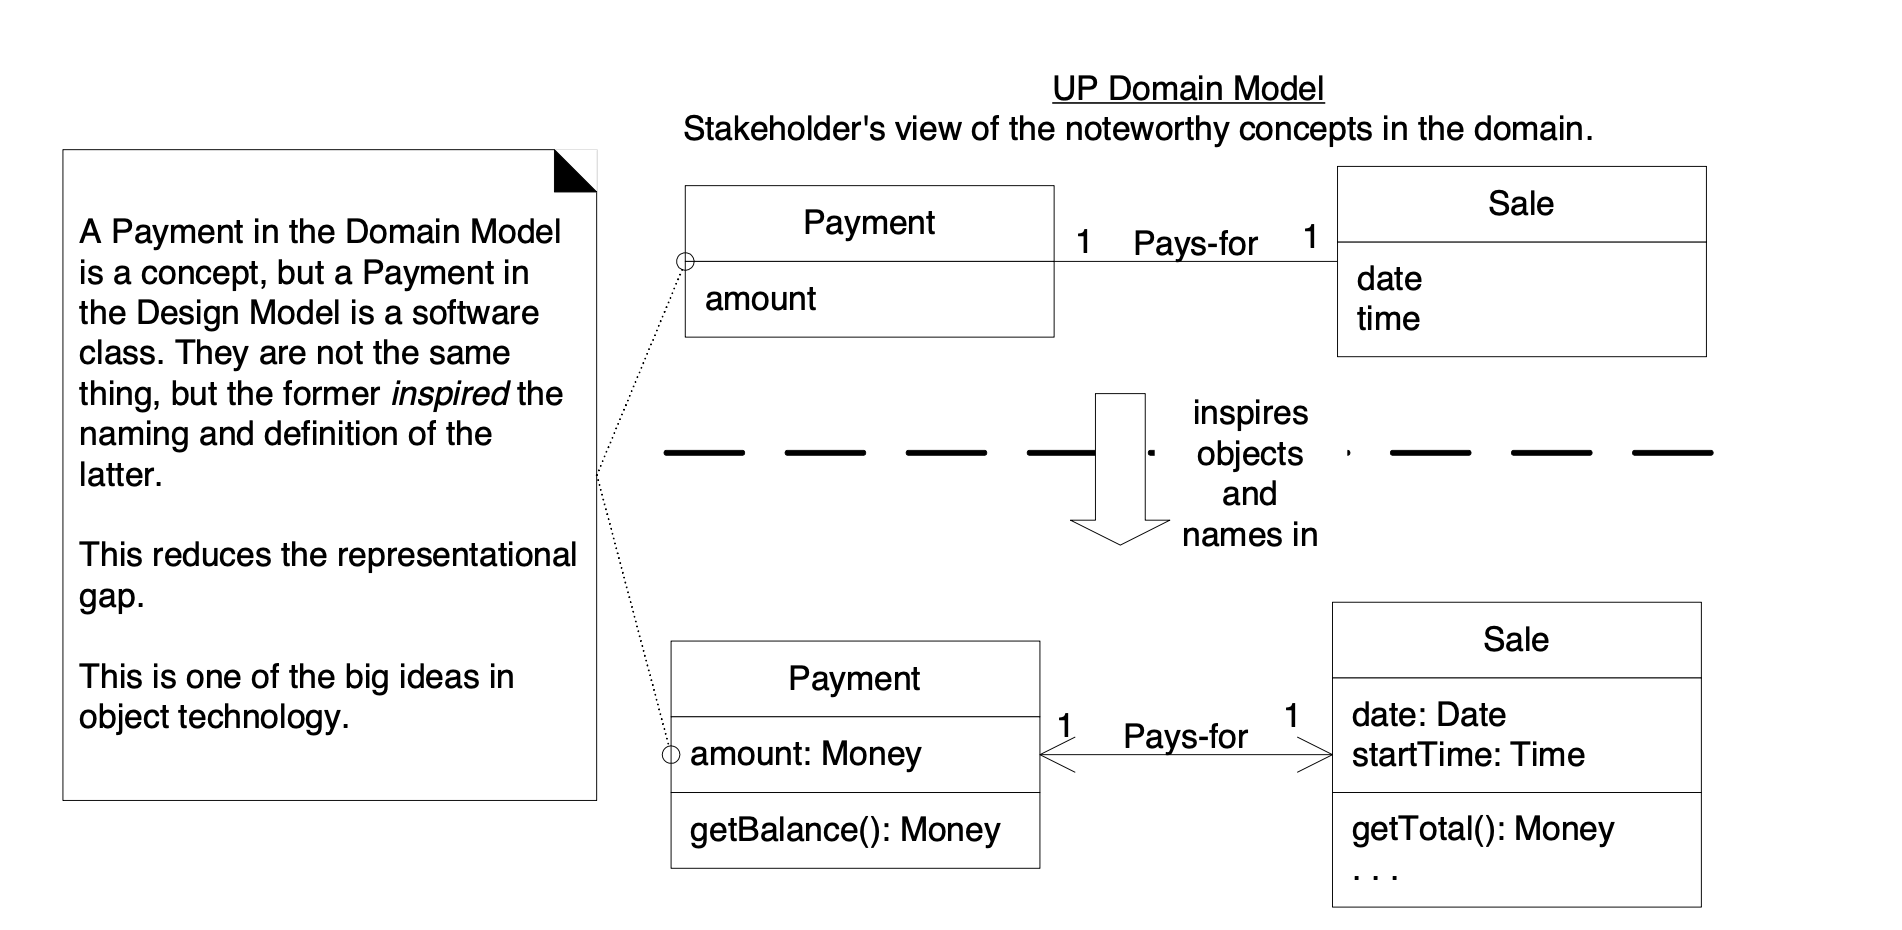 UP Domain Model
Stakeholder's view of the noteworthy concepts in the domain.
A Payment in the Domain Model
is a concept, but a Payment in
the Design Model is a software
class. They are not the same
thing, but the former inspired the
naming and definition of the
latter.
This reduces the representational
gap.
This is one of the big ideas in
object technology.
Payment
amount
1
Pays-for
1
Sale
date
time
inspires
objects
and
names in
Payment
amount: Money
getBalance(): Money
1
Pays-for
1
Sale
date: Date
startTime: Time
getTotal(): Money
. . .